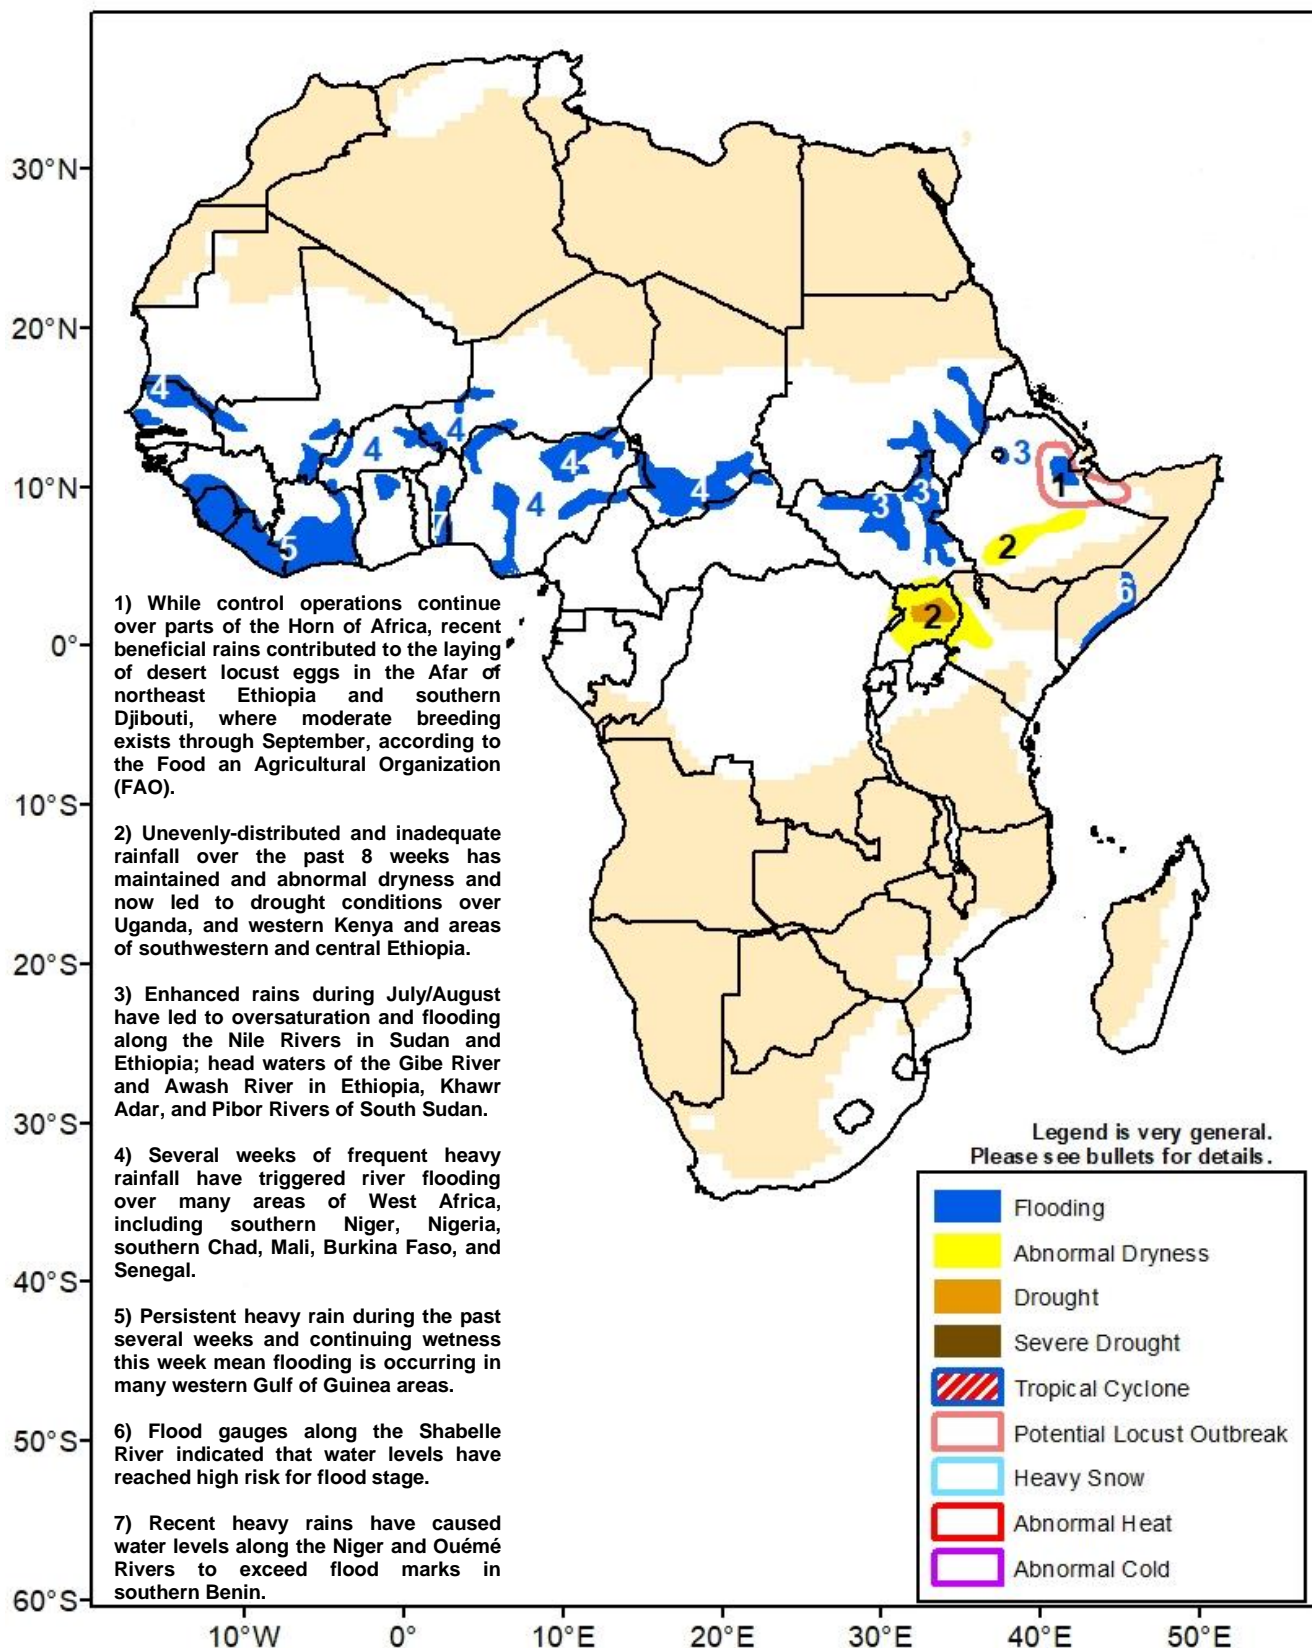 30°N
20°N
10°N
0°
10°S
20°S
30°S
40°S
50°S
60°S
10°W
0°
10°E
20°E
30°E
40°E
50°E
4
4
4
4
4
4
5
7
3
3
3
1
2
2
6
1) While control operations continue
over parts of the Horn of Africa, recent
beneficial rains contributed to the laying
of desert locust eggs in the Afar of
northeast Ethiopia and southern
Djibouti, where moderate breeding
exists through September, according to
the Food an Agricultural Organization
(FAO).
2) Unevenly-distributed and inadequate
rainfall over the past 8 weeks has
maintained and abnormal dryness and
now led to drought conditions over
Uganda, and western Kenya and areas
of southwestern and central Ethiopia.
3) Enhanced rains during July/August
have led to oversaturation and flooding
along the Nile Rivers in Sudan and
Ethiopia; head waters of the Gibe River
and Awash River in Ethiopia, Khawr
Adar, and Pibor Rivers of South Sudan.
4) Several weeks of frequent heavy
rainfall have triggered river flooding
over many areas of West Africa,
including southern Niger, Nigeria,
southern Chad, Mali, Burkina Faso, and
Senegal.
5) Persistent heavy rain during the past
several weeks and continuing wetness
this week mean flooding is occurring in
many western Gulf of Guinea areas.
6) Flood gauges along the Shabelle
River indicated that water levels have
reached high risk for flood stage.
7) Recent heavy rains have caused
water levels along the Niger and Ouémé
Rivers to exceed flood marks in
southern Benin.
Legend is very general.
Please see bullets for details.
Flooding
Abnormal Dryness
Drought
Severe Drought
Tropical Cyclone
Potential Locust Outbreak
Heavy Snow
Abnormal Heat
Abnormal Cold